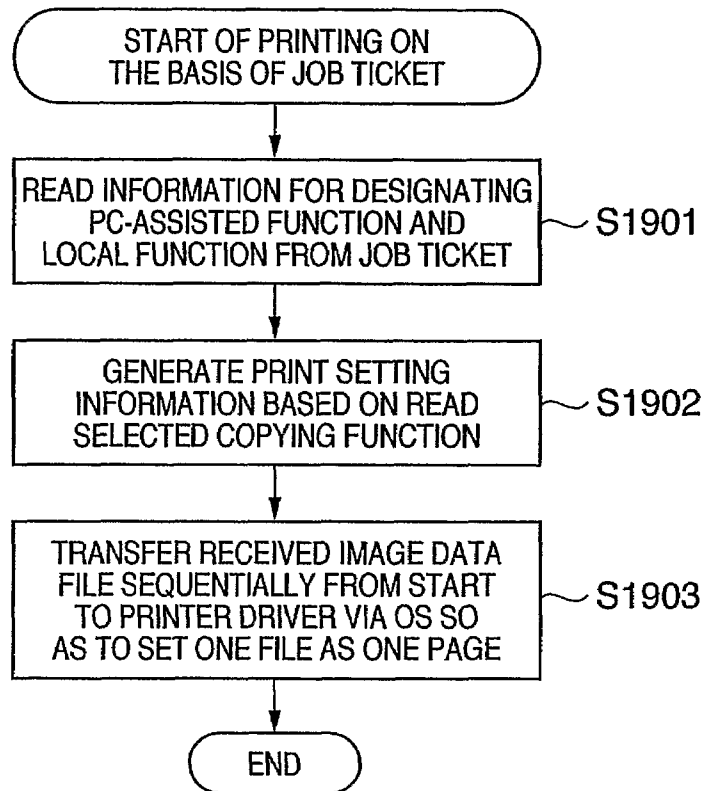 START OF PRINTING ON
THE BASIS OF JOB TICKET
READ INFORMATION FOR DESIGNATING
PC-ASSISTED FUNCTION AND
LOCAL FUNCTION FROM JOB TICKET
S1901
GENERATE PRINT SETTING
INFORMATION BASED ON READ
SELECTED COPYING FUNCTION
S1902
TRANSFER RECEIVED IMAGE DATA
FILE SEQUENTIALLY FROM START
TO PRINTER DRIVER VIA OS SO
AS TO SET ONE FILE AS ONE PAGE
S1903
END